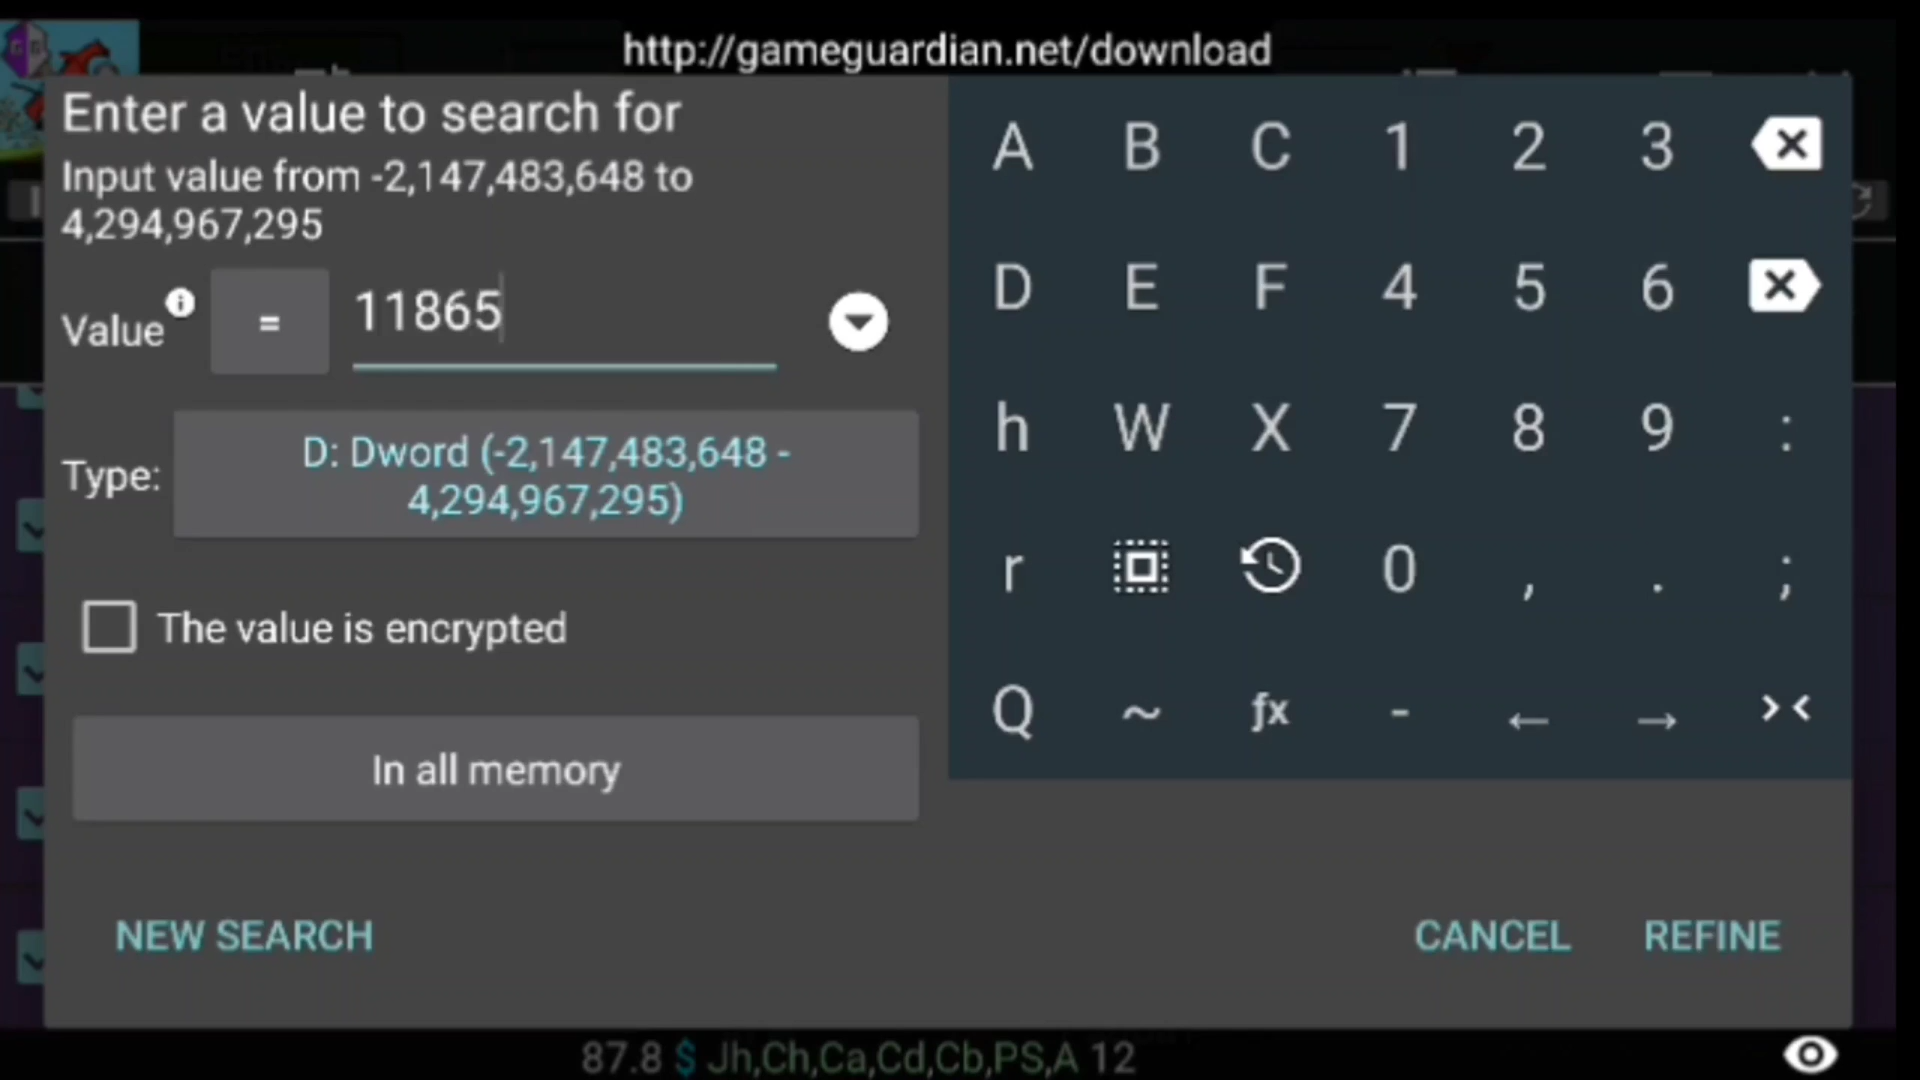 http://gameguardian.net/download
Enter a value to search for
Input value from -2,147,483,648 to
4,294,967,295
Value = 11865
Type: D: Dword (-2,147,483,648 -
4,294,967,295)
The value is encrypted
In all memory
NEW SEARCH CANCEL REFINE
A B C 1 2 3
D E F 4 5 6
h W X 7 8 9 :
r 0 , . ;
Q ~ ƒx - ← → > <
87.8 $ Jh,Ch,Ca,Cd,Cb,PS,A 12